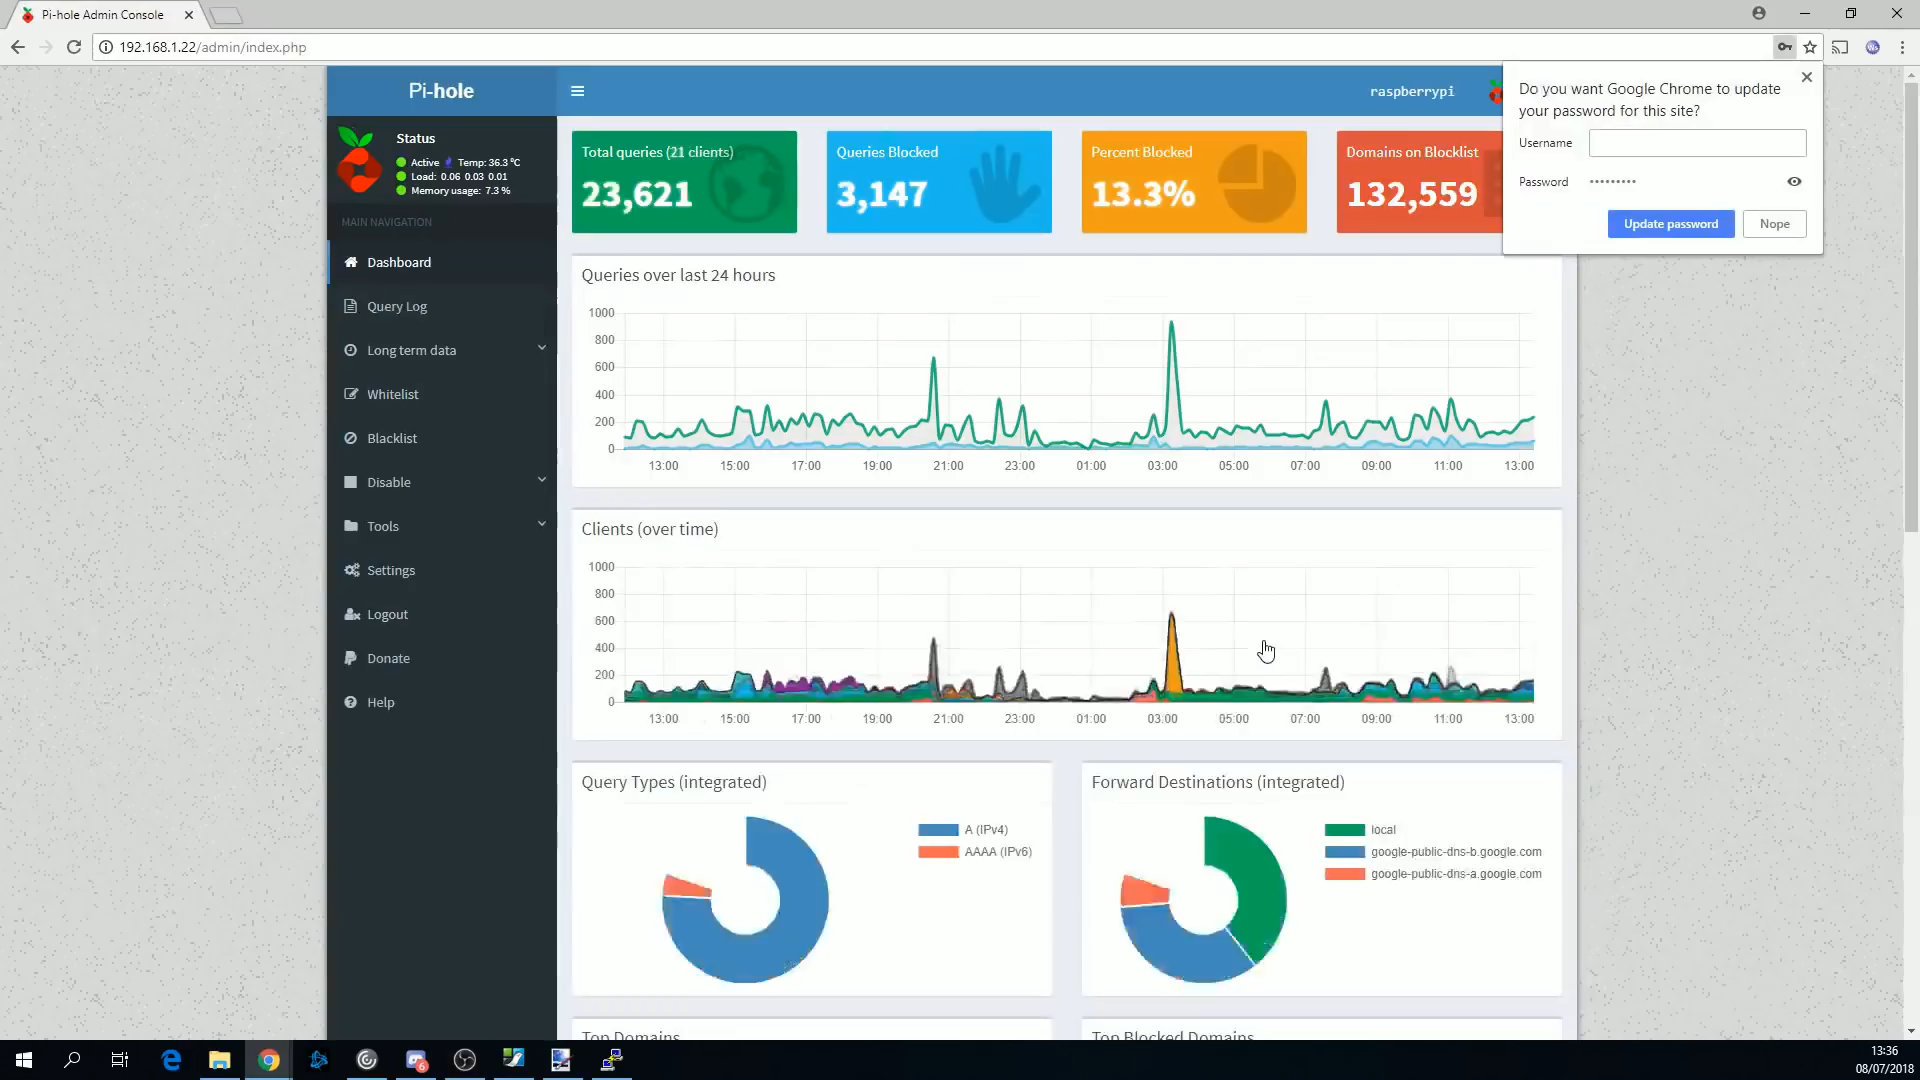 Pi-hole Admin Console
192.168.1.22/admin/index.php
Pi-hole
raspberrypi
Do you want Google Chrome to update
your password for this site?
Username
Password •••••••••
Update password
Nope
Status
Active Temp: 36.3 °C
Load: 0.06 0.03 0.01
Memory usage: 7.3 %
MAIN NAVIGATION
Dashboard
Query Log
Long term data
Whitelist
Blacklist
Disable
Tools
Settings
Logout
Donate
Help
Total queries (21 clients)
23,621
Queries Blocked
3,147
Percent Blocked
13.3%
Domains on Blocklist
132,559
Queries over last 24 hours
1000
800
600
400
200
0
13:00 15:00 17:00 19:00 21:00 23:00 01:00 03:00 05:00 07:00 09:00 11:00 13:00
Clients (over time)
1000
800
600
400
200
0
13:00 15:00 17:00 19:00 21:00 23:00 01:00 03:00 05:00 07:00 09:00 11:00 13:00
Query Types (integrated)
A (IPv4)
AAAA (IPv6)
Forward Destinations (integrated)
local
google-public-dns-b.google.com
google-public-dns-a.google.com
Top Domains
Top Blocked Domains
6
13:36
08/07/2018